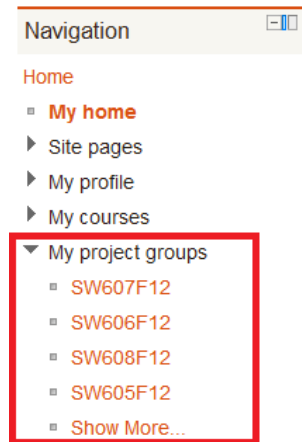 Navigation
Home
My home
Site pages
My profile
My courses
My project groups
SW607F12
SW606F12
SW608F12
SW605F12
Show More...